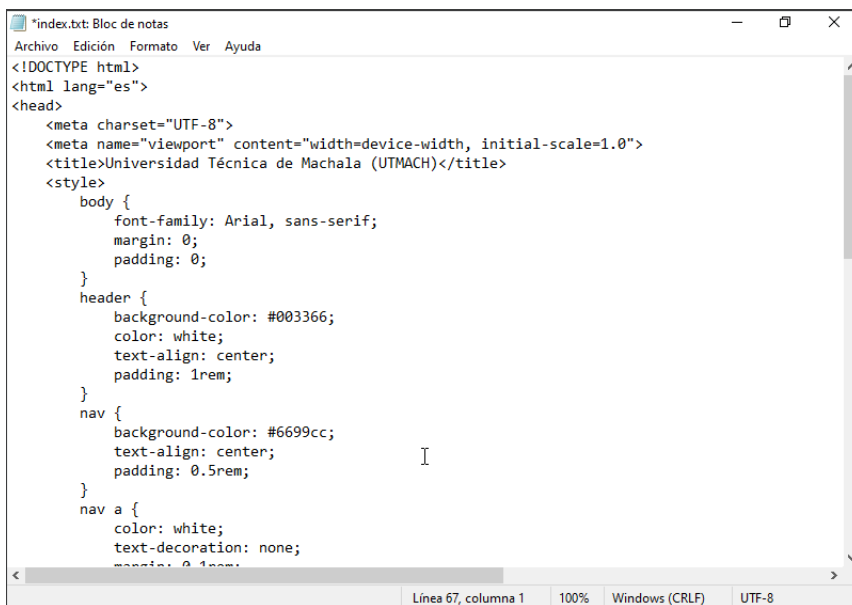 *index.txt: Bloc de notas
Archivo Edición Formato Ver Ayuda
<!DOCTYPE html>
<html lang="es">
<head>
    <meta charset="UTF-8">
    <meta name="viewport" content="width=device-width, initial-scale=1.0">
    <title>Universidad Técnica de Machala (UTMACH)</title>
    <style>
        body {
            font-family: Arial, sans-serif;
            margin: 0;
            padding: 0;
        }
        header {
            background-color: #003366;
            color: white;
            text-align: center;
            padding: 1rem;
        }
        nav {
            background-color: #6699cc;
            text-align: center;
            padding: 0.5rem;
        }
        nav a {
            color: white;
            text-decoration: none;
Línea 67, columna 1 100% Windows (CRLF) UTF-8